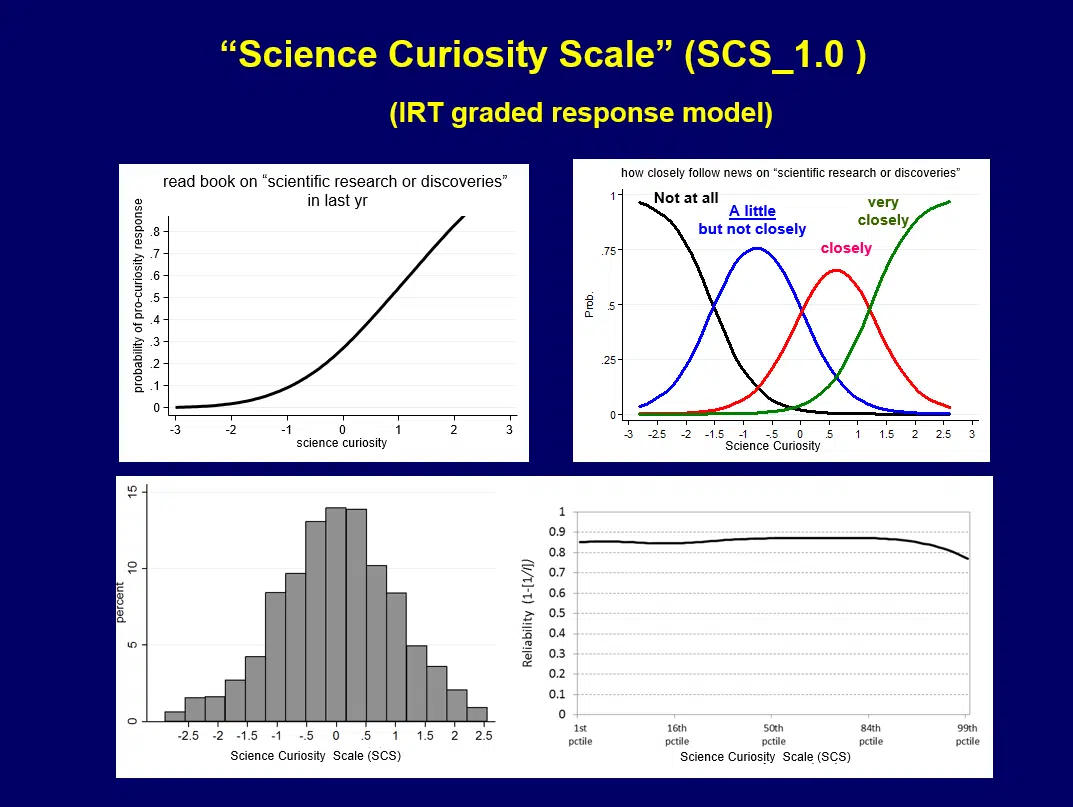 “Science Curiosity Scale” (SCS_1.0 )
(IRT graded response model)
read book on “scientific research or discoveries”
in last yr
probability of pro-curiosity response
.8
.7
.6
.5
.4
.3
.2
.1
0
-3 -2 -1 0 1 2 3
science curiosity
how closely follow news on “scientific research or discoveries”
Not at all
A little
but not closely
closely
very
closely
Prob.
1
.75
.5
.25
0
-3 -2.5 -2 -1.5 -1 -.5 0 .5 1 1.5 2 2.5 3
Science Curiosity
percent
15
10
5
0
-2.5 -2 -1.5 -1 -.5 0 .5 1 1.5 2 2.5
Science Curiosity Scale (SCS)
Reliability (1-[1/I])
1
0.9
0.8
0.7
0.6
0.5
0.4
0.3
0.2
0.1
0
1st 16th 50th 84th 99th
pctile pctile pctile pctile pctile
Science Curiosity Scale (SCS)